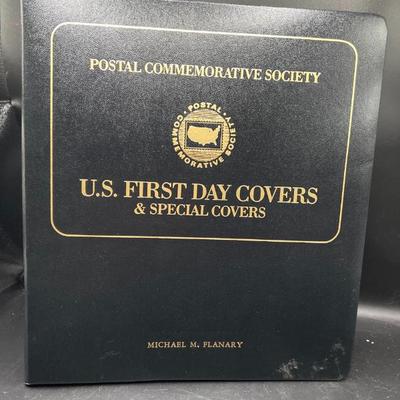 POSTAL COMMEMORATIVE SOCIETY
• POSTAL •
COMMEMORATIVE SOCIETY
U.S. FIRST DAY COVERS
& SPECIAL COVERS
MICHAEL M. FLANARY